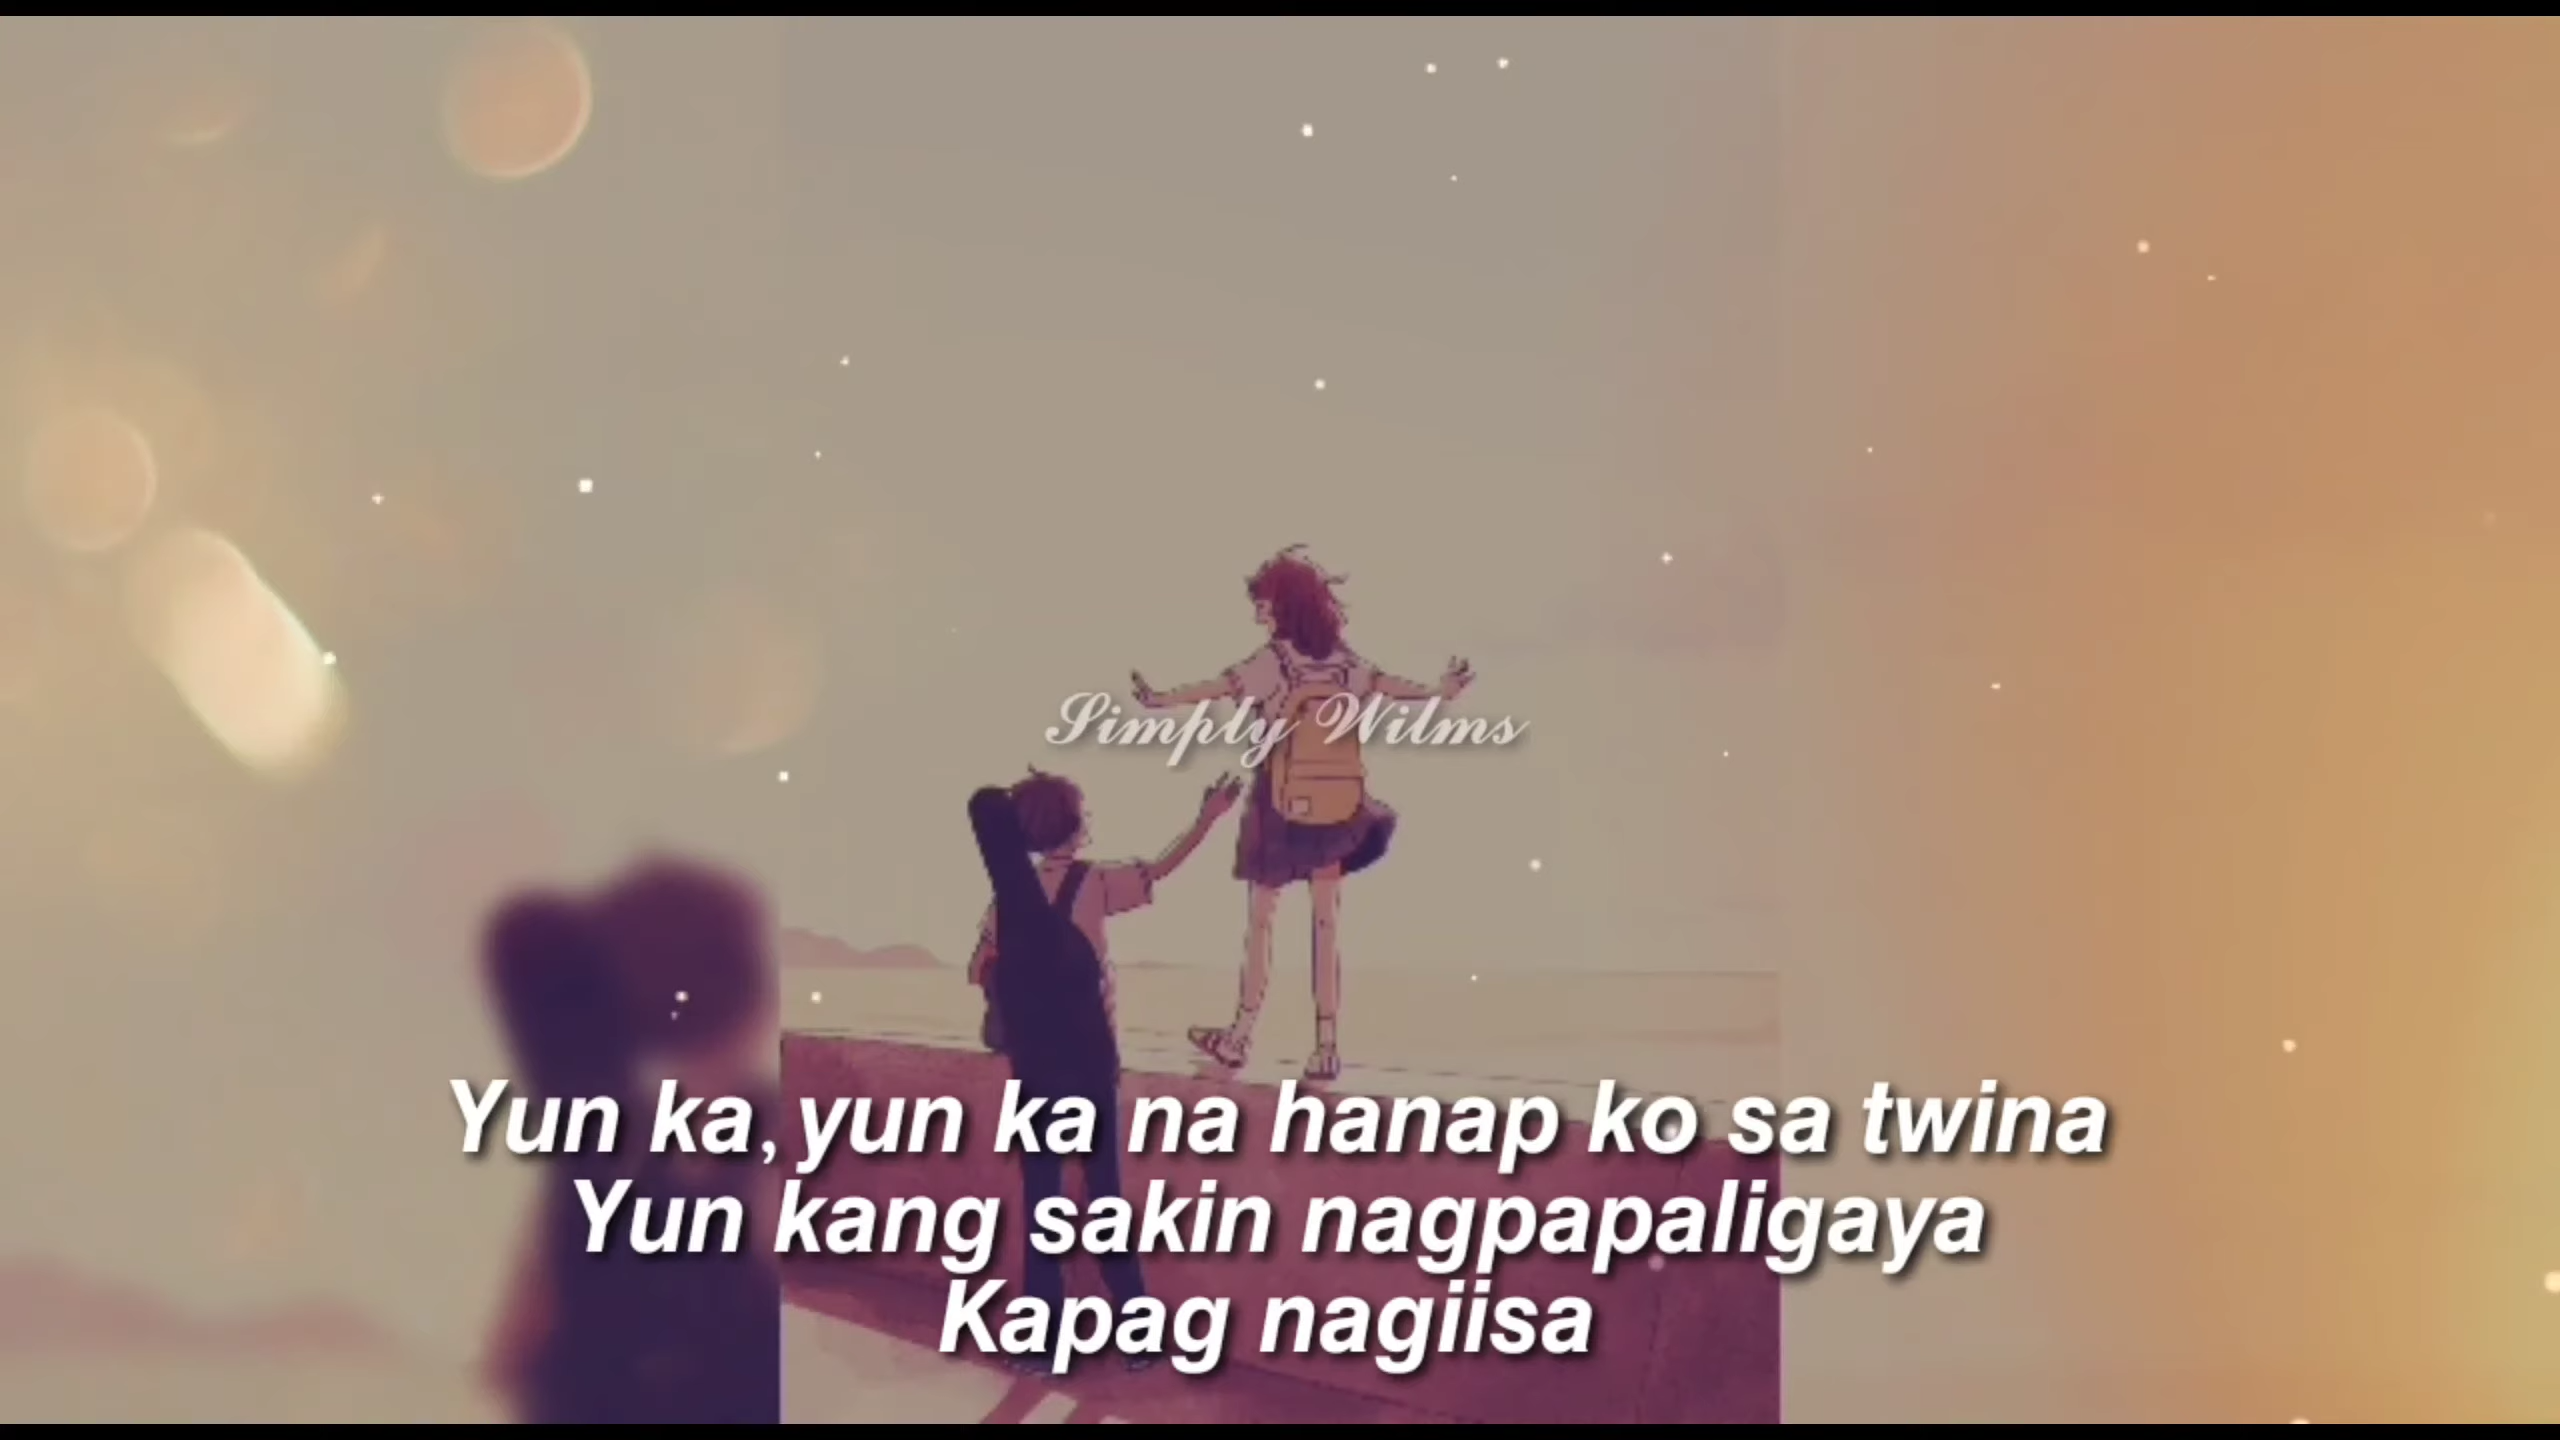 Simply Wilms
Yun ka, yun ka na hanap ko sa twina
Yun kang sakin nagpapaligaya
Kapag nagiisa